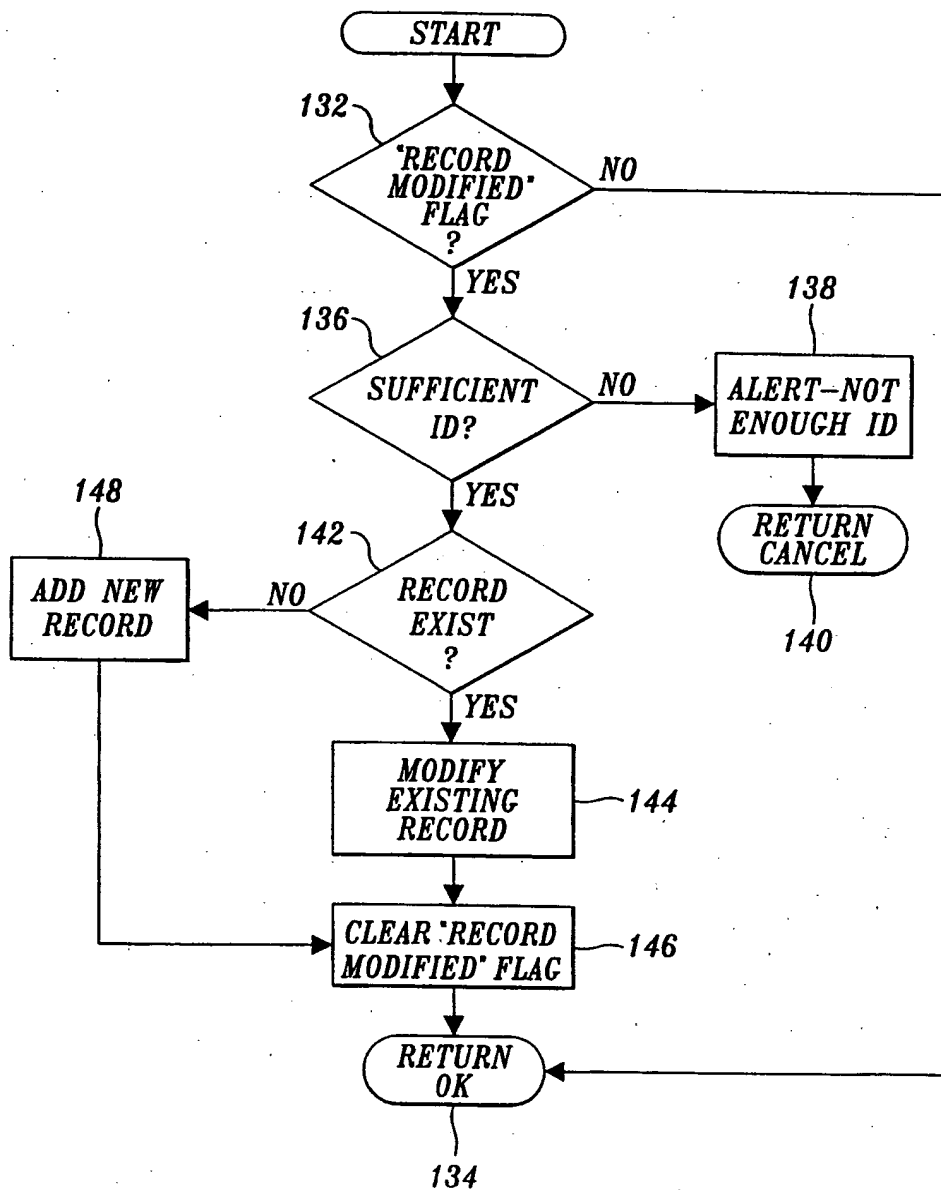 START
132
"RECORD
MODIFIED"
FLAG
?
NO
YES
136
SUFFICIENT
ID?
NO
138
ALERT-NOT
ENOUGH ID
YES
RETURN
CANCEL
140
142
RECORD
EXIST
?
NO
148
ADD NEW
RECORD
YES
MODIFY
EXISTING
RECORD
144
CLEAR "RECORD
MODIFIED" FLAG
146
RETURN
OK
134